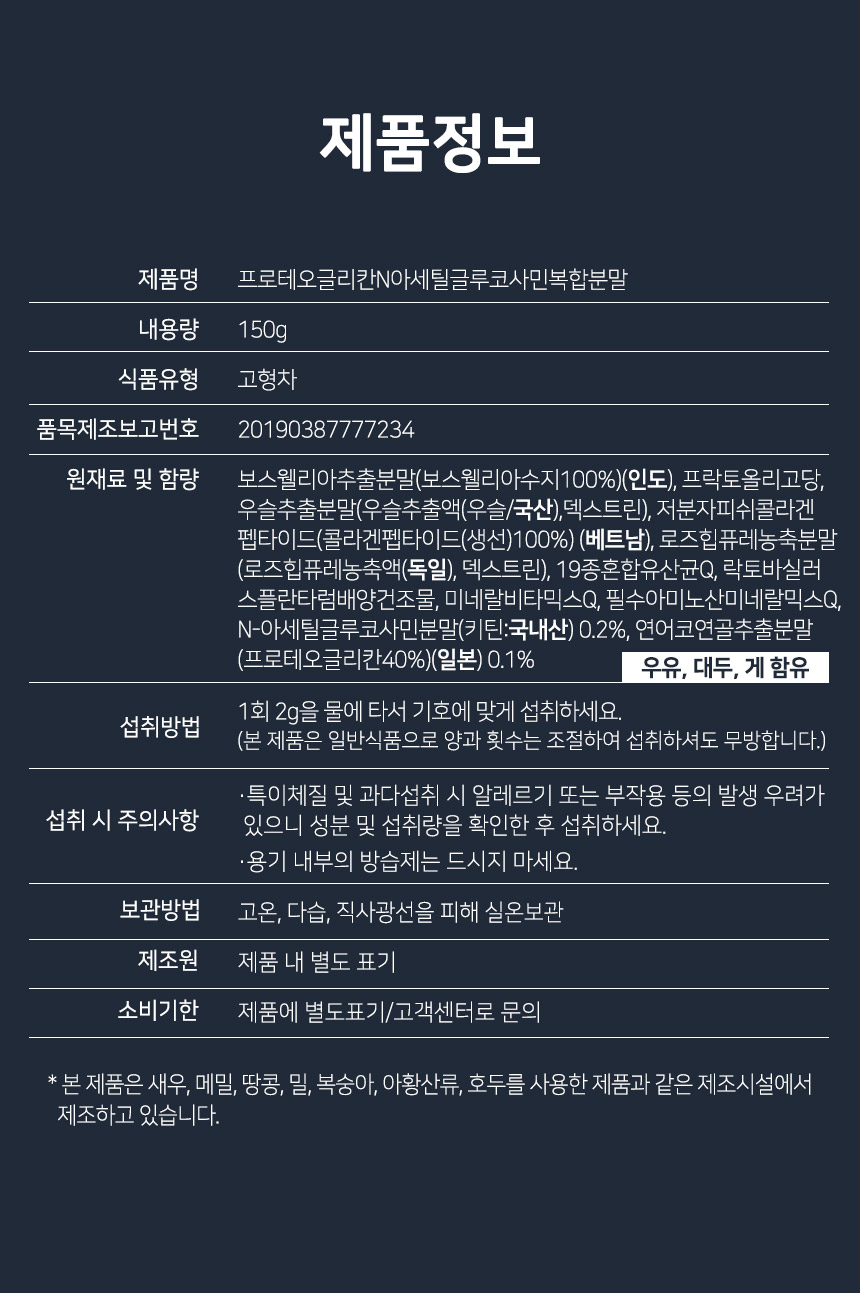 제품정보
제품명 프로테오글리칸N아세틸글루코사민복합분말
내용량 150g
식품유형 고형차
품목제조보고번호 20190387777234
원재료 및 함량 보스웰리아추출분말(보스웰리아수지100%)(인도), 프락토올리고당,
우슬추출분말(우슬추출액(우슬/국산),덱스트린), 저분자피쉬콜라겐
펩타이드(콜라겐펩타이드(생선)100%) (베트남), 로즈힙퓨레농축분말
(로즈힙퓨레농축액(독일), 덱스트린), 19종혼합유산균Q, 락토바실러
스플란타럼배양건조물, 미네랄비타믹스Q, 필수아미노산미네랄믹스Q,
N-아세틸글루코사민분말(키틴:국내산) 0.2%, 연어코연골추출분말
(프로테오글리칸40%)(일본) 0.1% 우유, 대두, 게 함유
섭취방법 1회 2g을 물에 타서 기호에 맞게 섭취하세요.
(본 제품은 일반식품으로 양과 횟수는 조절하여 섭취하셔도 무방합니다.)
섭취 시 주의사항 ·특이체질 및 과다섭취 시 알레르기 또는 부작용 등의 발생 우려가
있으니 성분 및 섭취량을 확인한 후 섭취하세요.
·용기 내부의 방습제는 드시지 마세요.
보관방법 고온, 다습, 직사광선을 피해 실온보관
제조원 제품 내 별도 표기
소비기한 제품에 별도표기/고객센터로 문의
* 본 제품은 새우, 메밀, 땅콩, 밀, 복숭아, 아황산류, 호두를 사용한 제품과 같은 제조시설에서
제조하고 있습니다.